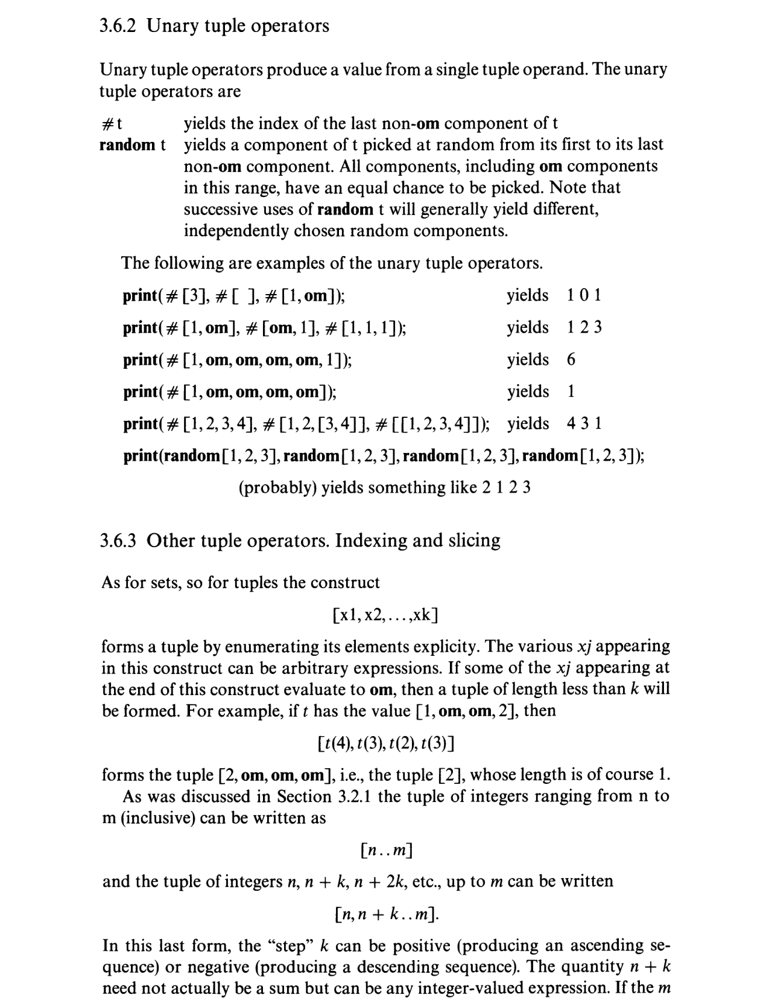 3.6.2 Unary tuple operators
Unary tuple operators produce a value from a single tuple operand. The unary
tuple operators are
# t yields the index of the last non-om component of t
random t yields a component of t picked at random from its first to its last
non-om component. All components, including om components
in this range, have an equal chance to be picked. Note that
successive uses of random t will generally yield different,
independently chosen random components.
The following are examples of the unary tuple operators.
print( # [3], # [ ], # [1, om]); yields 1 0 1
print( # [1, om], # [om, 1], # [1, 1, 1]); yields 1 2 3
print( # [1, om, om, om, om, 1]); yields 6
print( # [1, om, om, om, om]); yields 1
print( # [1, 2, 3, 4], # [1, 2, [3, 4]], # [[1, 2, 3, 4]]); yields 4 3 1
print(random[1, 2, 3], random[1, 2, 3], random[1, 2, 3], random[1, 2, 3]);
(probably) yields something like 2 1 2 3
3.6.3 Other tuple operators. Indexing and slicing
As for sets, so for tuples the construct
[x1, x2, . . . ,xk]
forms a tuple by enumerating its elements explicity. The various xj appearing
in this construct can be arbitrary expressions. If some of the xj appearing at
the end of this construct evaluate to om, then a tuple of length less than k will
be formed. For example, if t has the value [1, om, om, 2], then
[t(4), t(3), t(2), t(3)]
forms the tuple [2, om, om, om], i.e., the tuple [2], whose length is of course 1.
As was discussed in Section 3.2.1 the tuple of integers ranging from n to
m (inclusive) can be written as
[n . . m]
and the tuple of integers n, n + k, n + 2k, etc., up to m can be written
[n, n + k . . m].
In this last form, the “step” k can be positive (producing an ascending se-
quence) or negative (producing a descending sequence). The quantity n + k
need not actually be a sum but can be any integer-valued expression. If the m